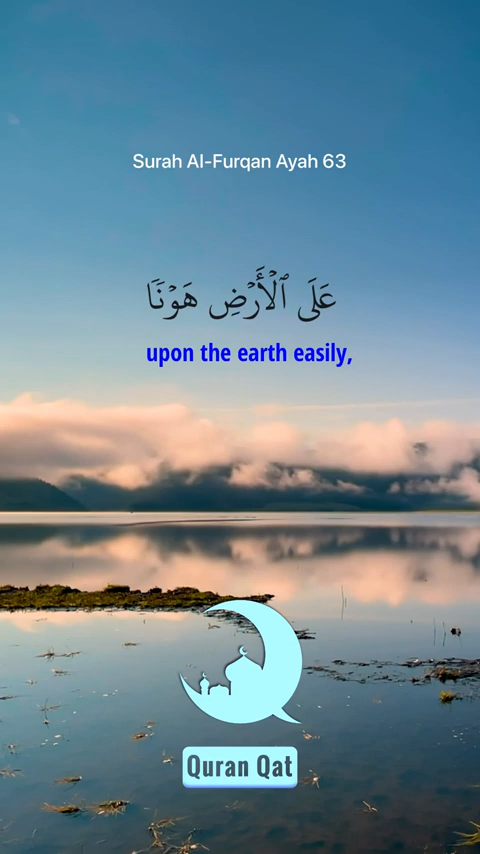 Surah Al-Furqan Ayah 63
عَلَى ٱلۡأَرۡضِ هَوۡنٗا
upon the earth easily,
Quran Qat